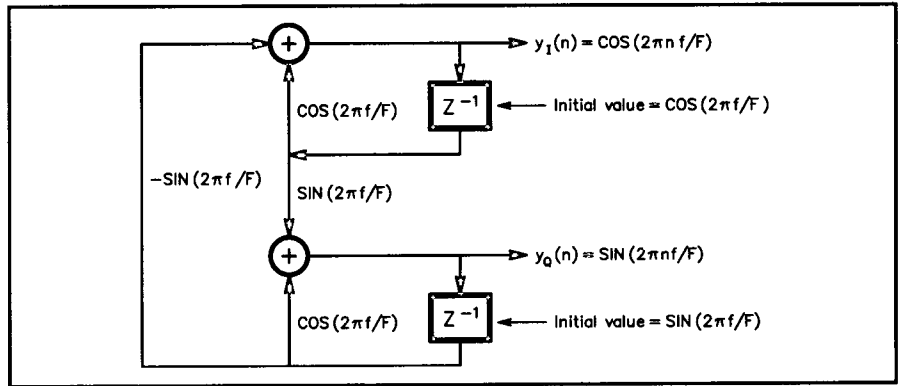 +
y_I(n) = COS(2πn f/F)
COS(2πf/F)
Z⁻¹
Initial value = COS(2πf/F)
−SIN(2πf/F)
SIN(2πf/F)
+
y_Q(n) = SIN(2πnf/F)
COS(2πf/F)
Z⁻¹
Initial value = SIN(2πf/F)